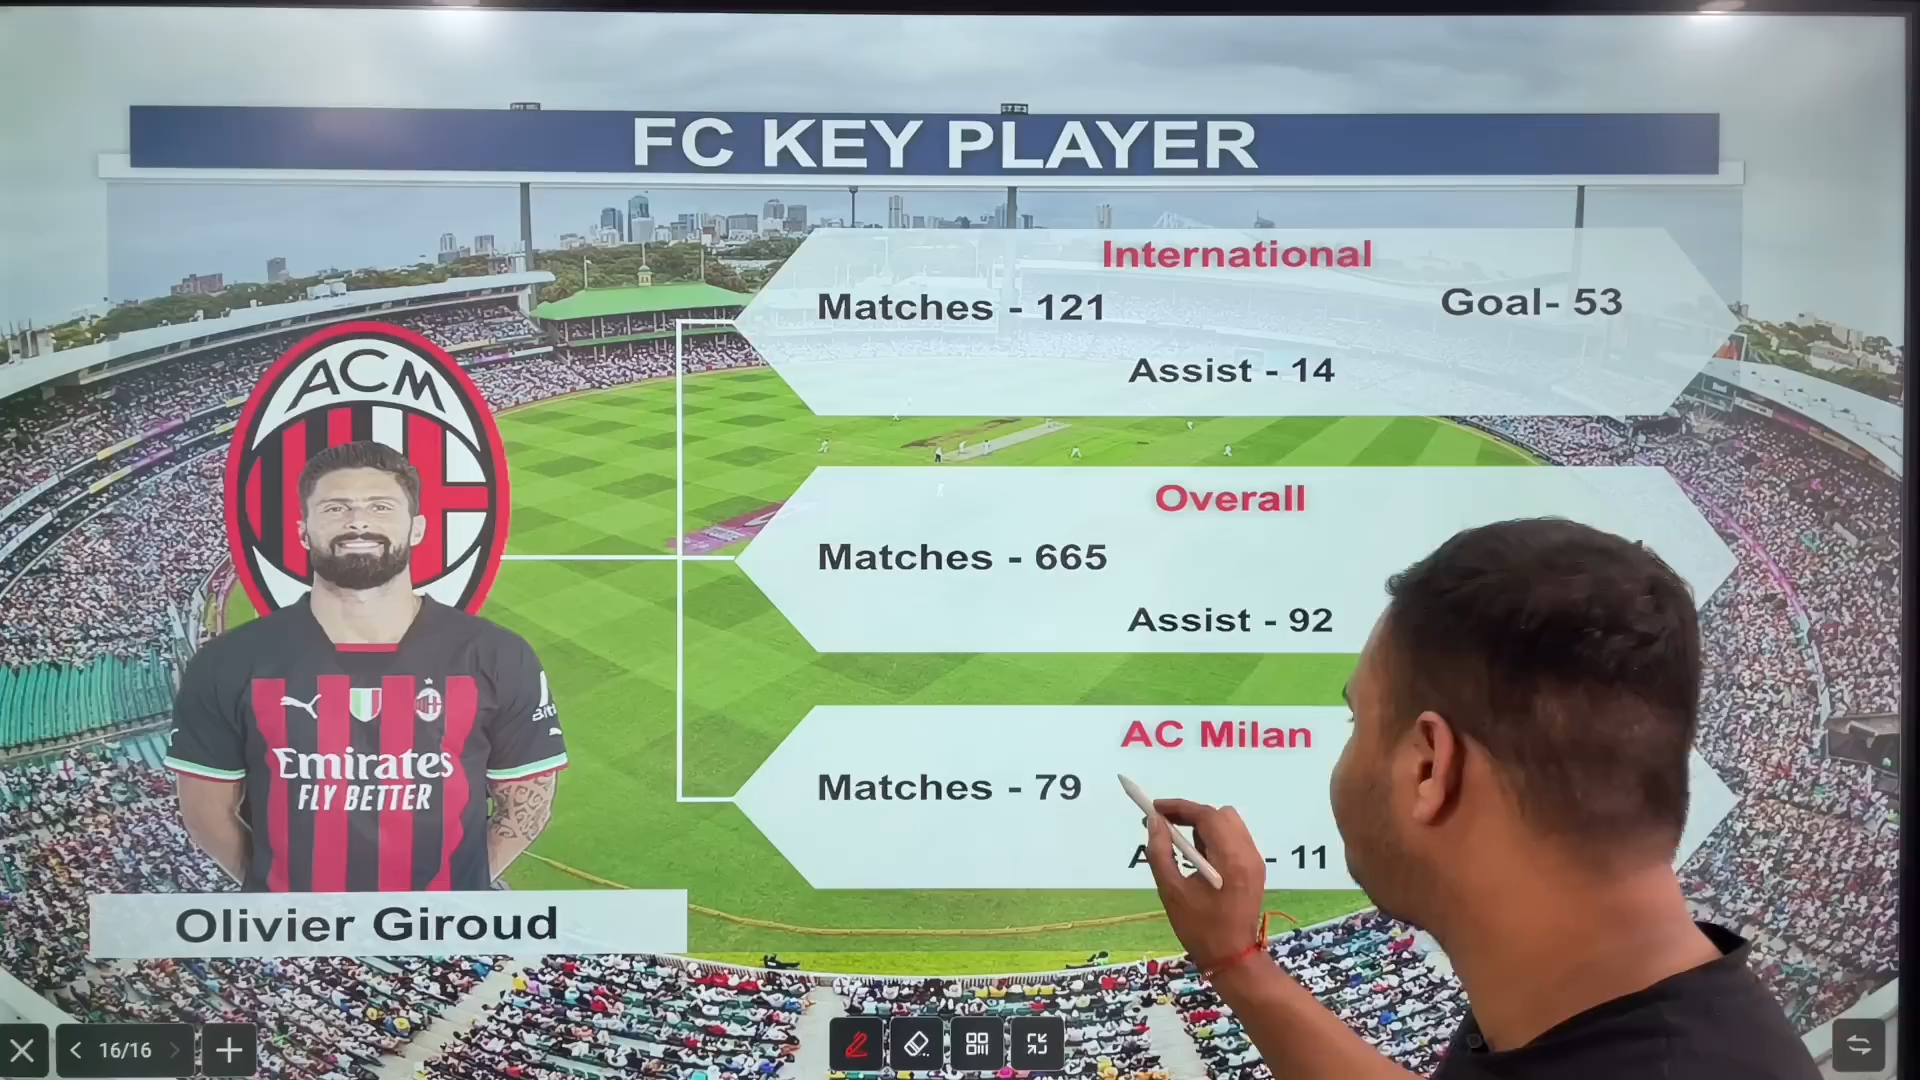 FC KEY PLAYER
International
Matches - 121
Goal- 53
Assist - 14
Overall
Matches - 665
Assist - 92
AC Milan
Matches - 79
- 11
ACM
Emirates
FLY BETTER
Olivier Giroud
16/16